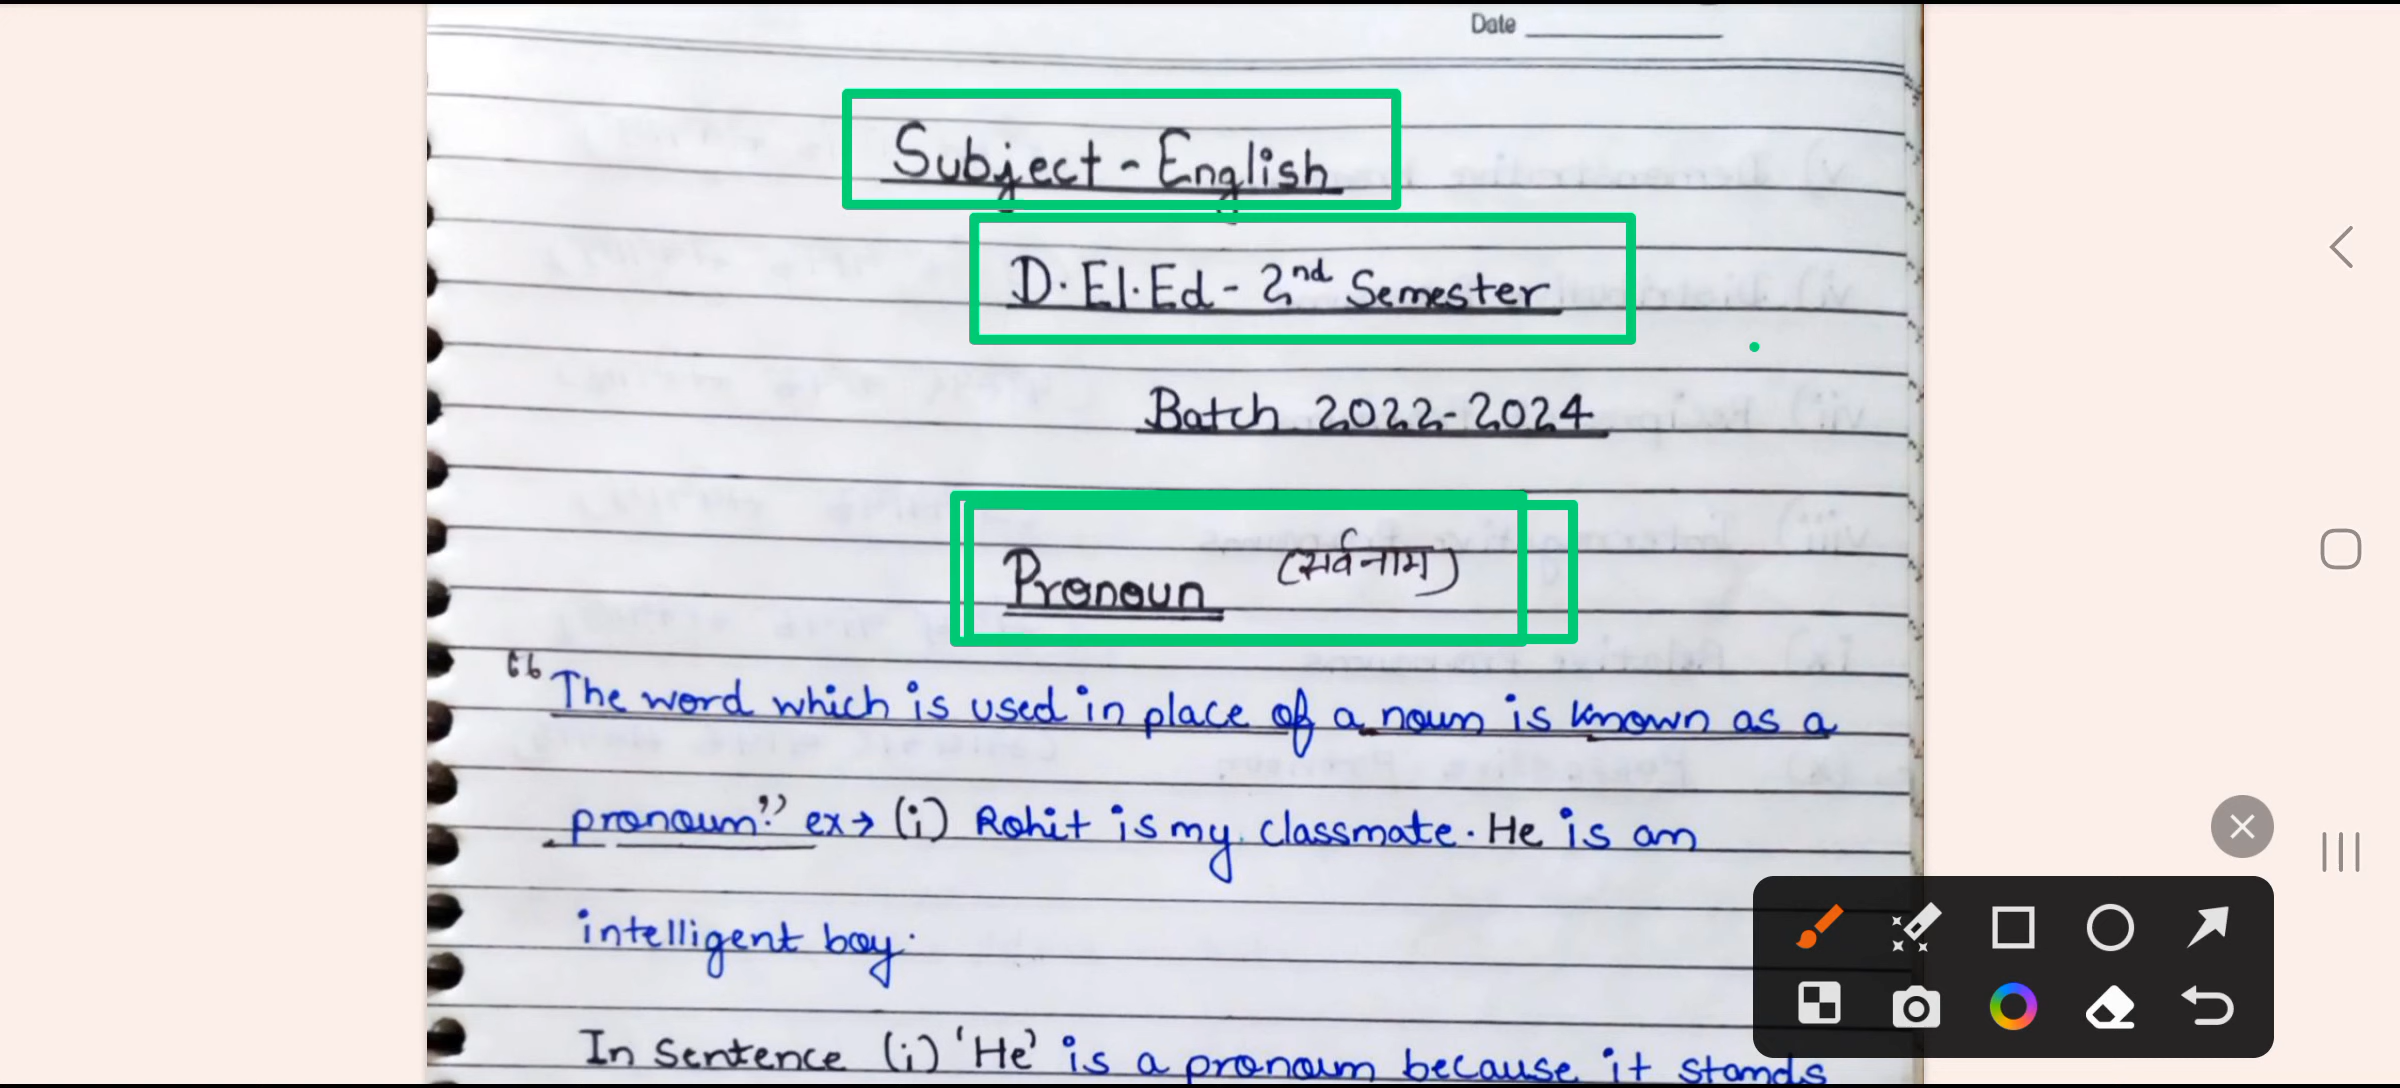 Date
Subject - English
D.El.Ed - 2nd Semester
Batch 2022-2024
Pronoun (सर्वनाम)
"The word which is used in place of a noun is known as a
pronoun." ex→ (i) Rohit is my classmate. He is an
intelligent boy.
In Sentence (i) 'He' is a pronoun because it stands